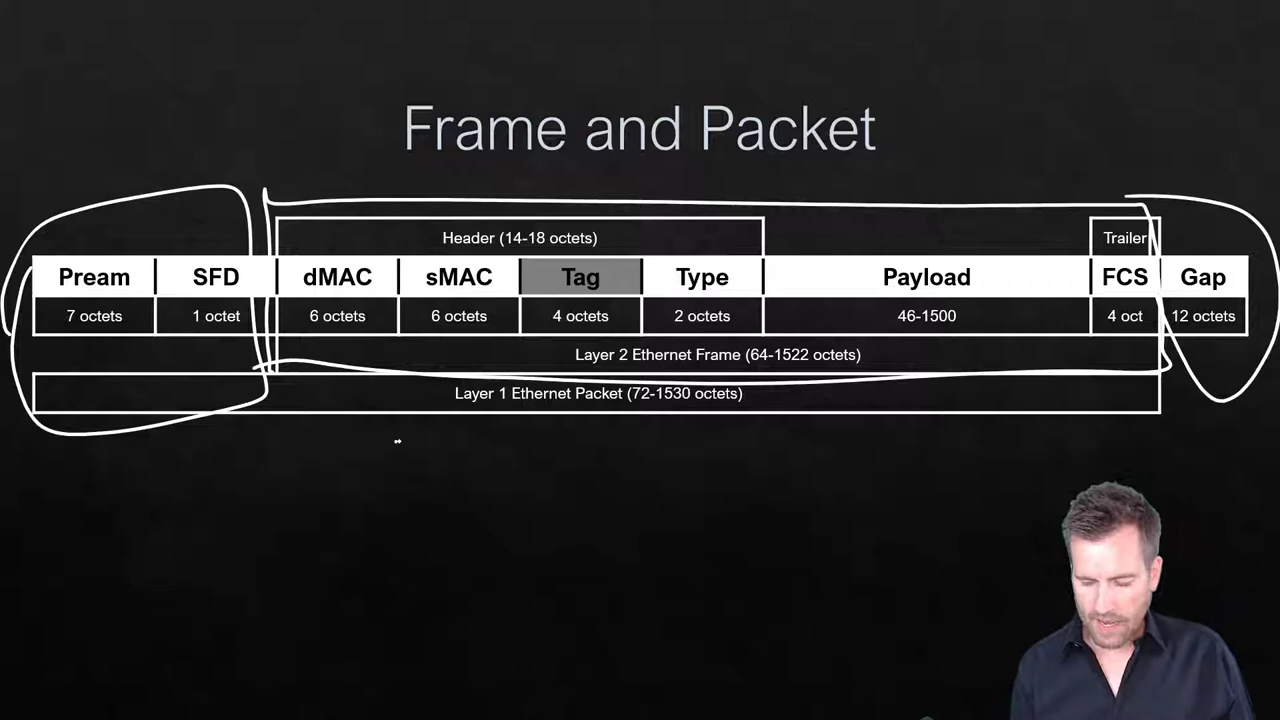 Frame and Packet
Header (14-18 octets) Trailer
Pream SFD dMAC sMAC Tag Type Payload FCS Gap
7 octets 1 octet 6 octets 6 octets 4 octets 2 octets 46-1500 4 oct 12 octets
Layer 2 Ethernet Frame (64-1522 octets)
Layer 1 Ethernet Packet (72-1530 octets)